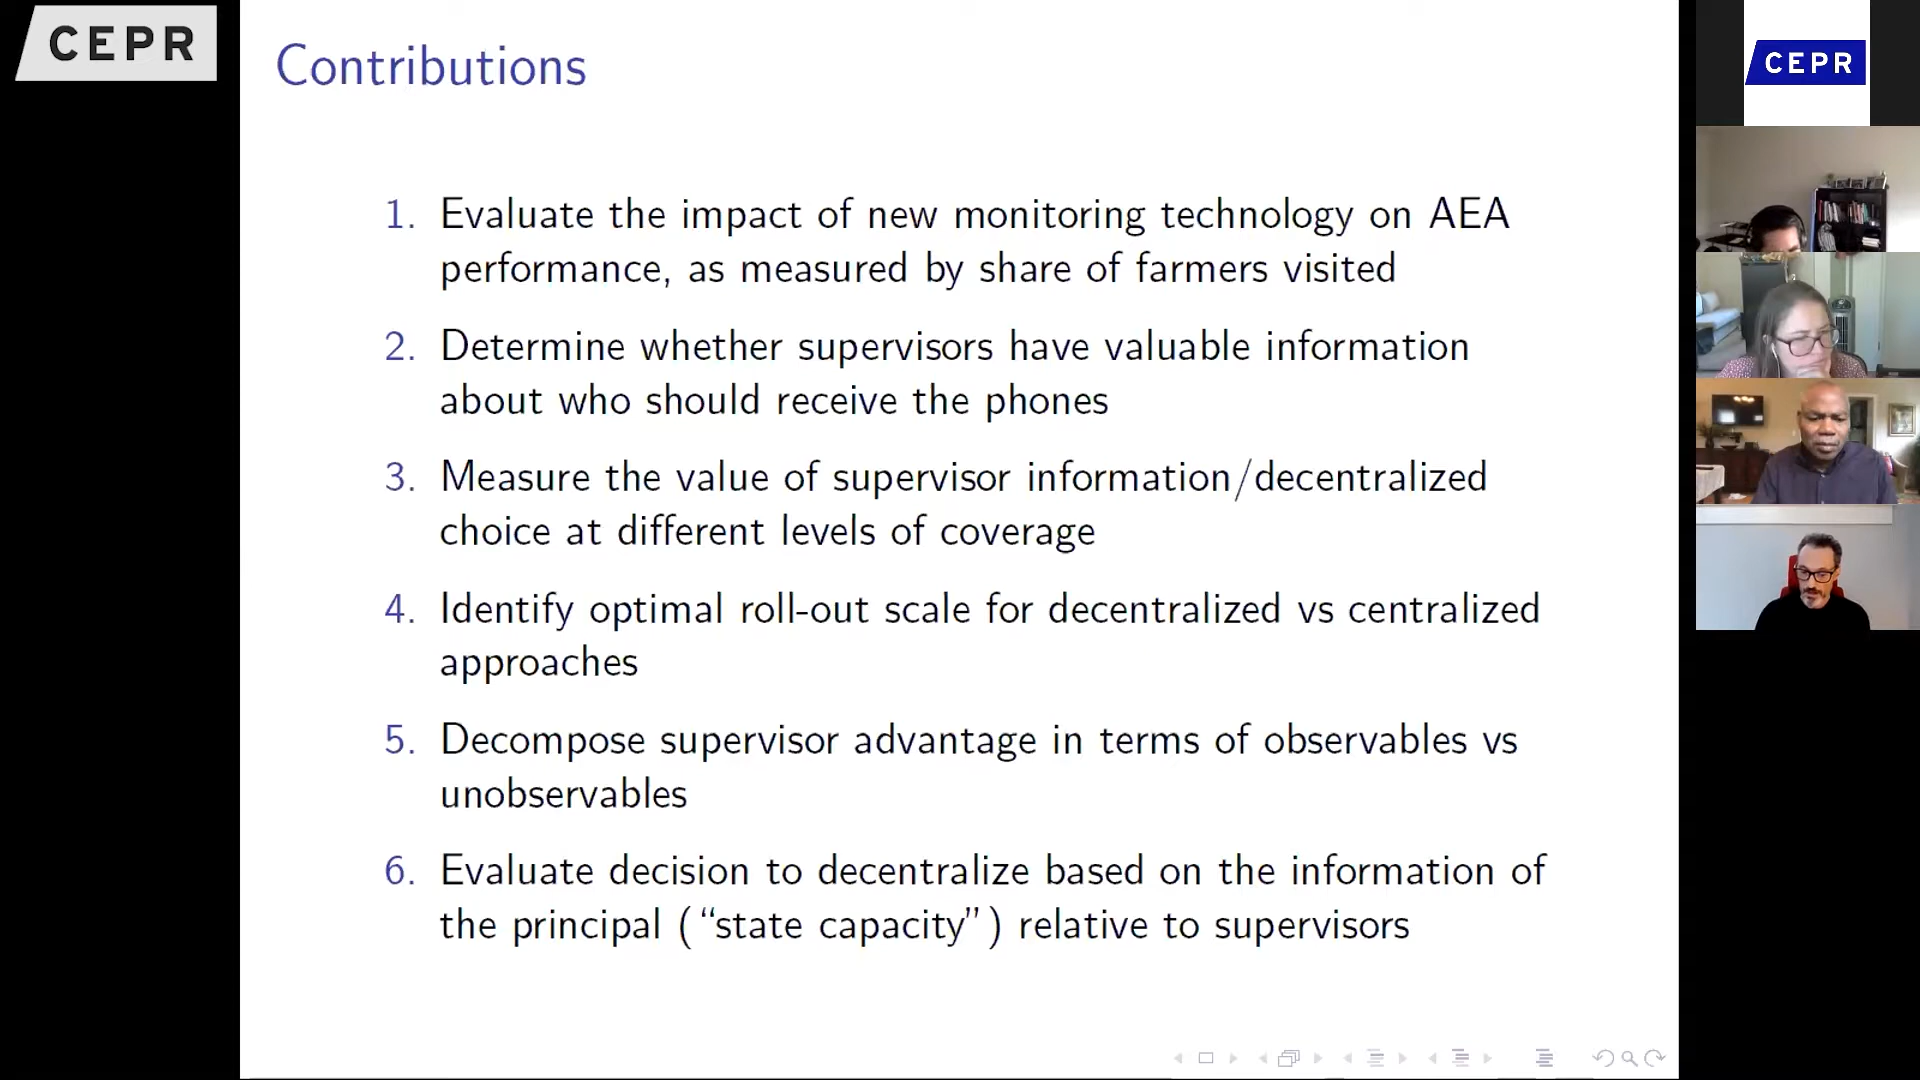 CEPR
Contributions
CEPR
1. Evaluate the impact of new monitoring technology on AEA
performance, as measured by share of farmers visited
2. Determine whether supervisors have valuable information
about who should receive the phones
3. Measure the value of supervisor information/decentralized
choice at different levels of coverage
4. Identify optimal roll-out scale for decentralized vs centralized
approaches
5. Decompose supervisor advantage in terms of observables vs
unobservables
6. Evaluate decision to decentralize based on the information of
the principal (“state capacity”) relative to supervisors